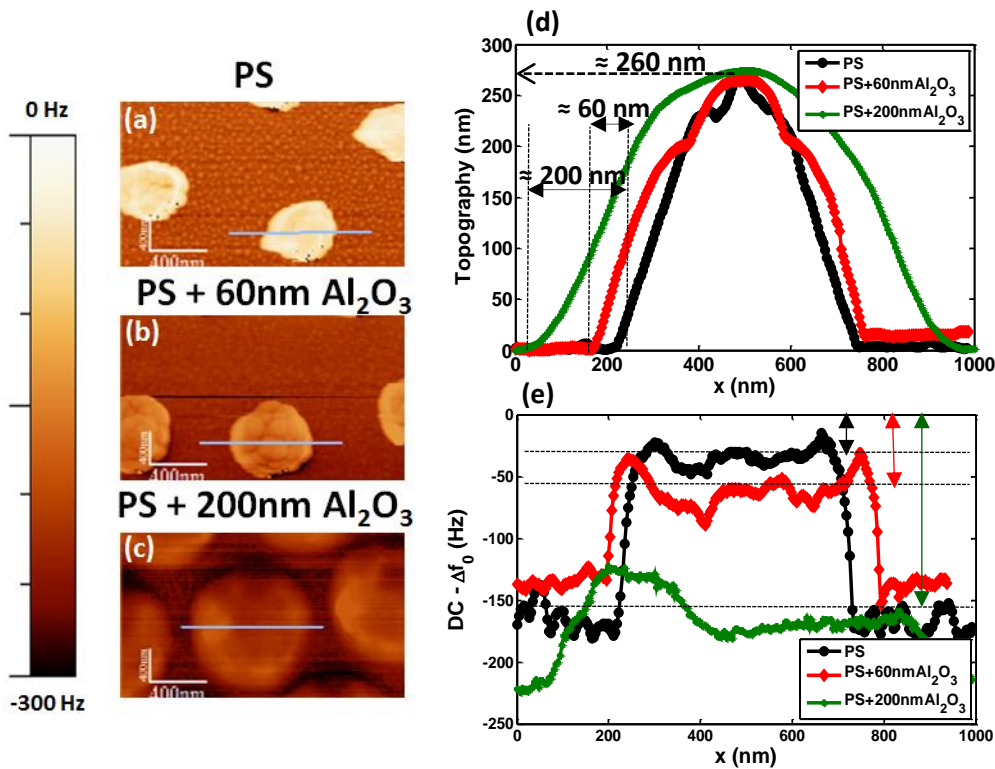 0 Hz
-300 Hz
PS
(a)
400nm
400nm
PS + 60nm Al₂O₃
(b)
400nm
400nm
PS + 200nm Al₂O₃
(c)
400nm
400nm
(d)
300
250
200
150
100
50
0
Topography (nm)
≈ 260 nm
≈ 60 nm
≈ 200 nm
PS
PS+60nmAl₂O₃
PS+200nmAl₂O₃
0 200 400 600 800 1000
x (nm)
(e)
0
-50
-100
-150
-200
-250
DC - Δf₀ (Hz)
PS
PS+60nmAl₂O₃
PS+200nmAl₂O₃
0 200 400 600 800 1000
x (nm)